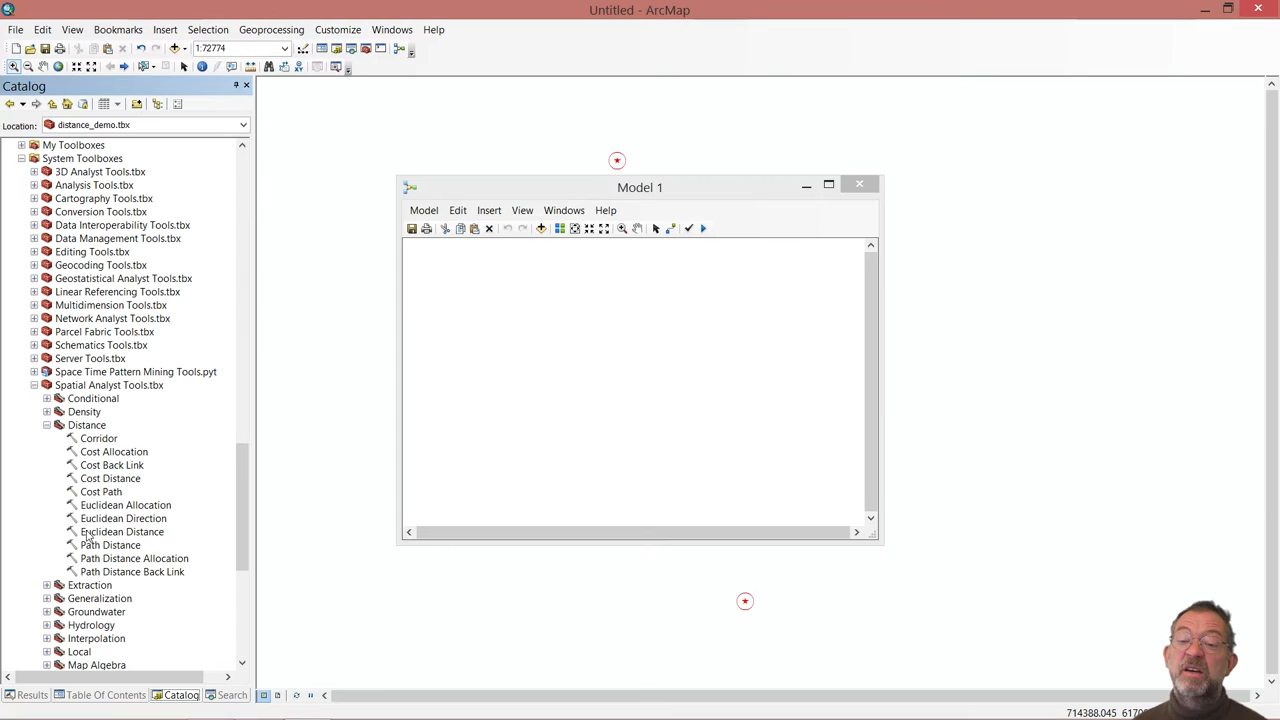 Untitled - ArcMap
File Edit View Bookmarks Insert Selection Geoprocessing Customize Windows Help
1:72774
Catalog
Location: distance_demo.tbx
My Toolboxes
System Toolboxes
3D Analyst Tools.tbx
Analysis Tools.tbx
Cartography Tools.tbx
Conversion Tools.tbx
Data Interoperability Tools.tbx
Data Management Tools.tbx
Editing Tools.tbx
Geocoding Tools.tbx
Geostatistical Analyst Tools.tbx
Linear Referencing Tools.tbx
Multidimension Tools.tbx
Network Analyst Tools.tbx
Parcel Fabric Tools.tbx
Schematics Tools.tbx
Server Tools.tbx
Space Time Pattern Mining Tools.pyt
Spatial Analyst Tools.tbx
Conditional
Density
Distance
Corridor
Cost Allocation
Cost Back Link
Cost Distance
Cost Path
Euclidean Allocation
Euclidean Direction
Euclidean Distance
Path Distance
Path Distance Allocation
Path Distance Back Link
Extraction
Generalization
Groundwater
Hydrology
Interpolation
Local
Map Algebra
Results Table Of Contents Catalog Search
Model 1
Model Edit Insert View Windows Help
714388.045